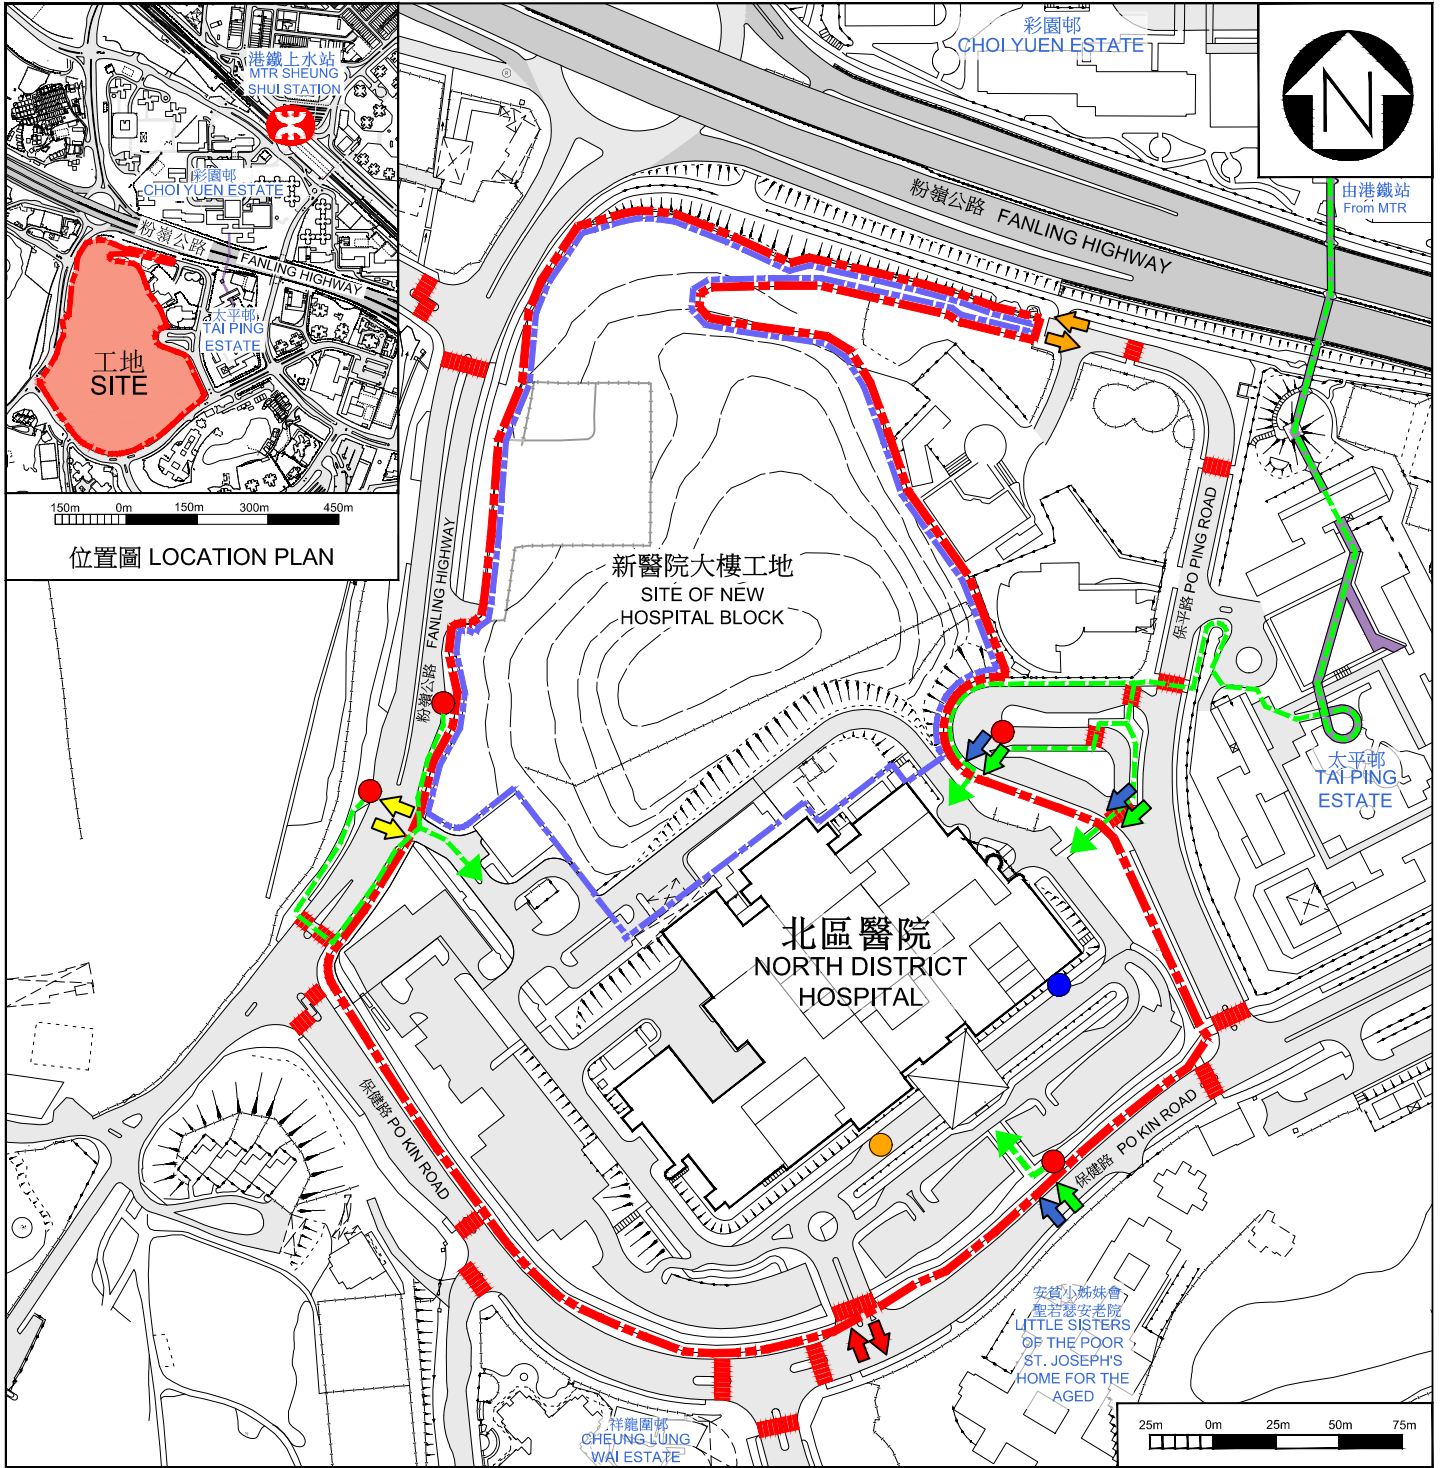 港鐵上水站
MTR SHEUNG
SHUI STATION
彩園邨
CHOI YUEN ESTATE
粉嶺公路
FANLING HIGHWAY
太平邨
TAI PING
ESTATE
工地
SITE
150m 0m 150m 300m 450m
位置圖 LOCATION PLAN
彩園邨
CHOI YUEN ESTATE
N
由港鐵站
From MTR
粉嶺公路 FANLING HIGHWAY
粉嶺公路 FANLING HIGHWAY
新醫院大樓工地
SITE OF NEW
HOSPITAL BLOCK
保平路 PO PING ROAD
太平邨
TAI PING
ESTATE
北區醫院
NORTH DISTRICT
HOSPITAL
保健路 PO KIN ROAD
保健路 PO KIN ROAD
安貧小姊妹會
聖若瑟安老院
LITTLE SISTERS
OF THE POOR
ST. JOSEPH'S
HOME FOR THE
AGED
祥龍圍邨
CHEUNG LUNG
WAI ESTATE
25m 0m 25m 50m 75m